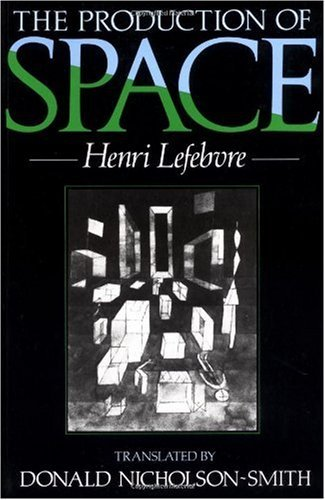 THE PRODUCTION OF
SPACE
Henri Lefebvre
TRANSLATED BY
DONALD NICHOLSON-SMITH